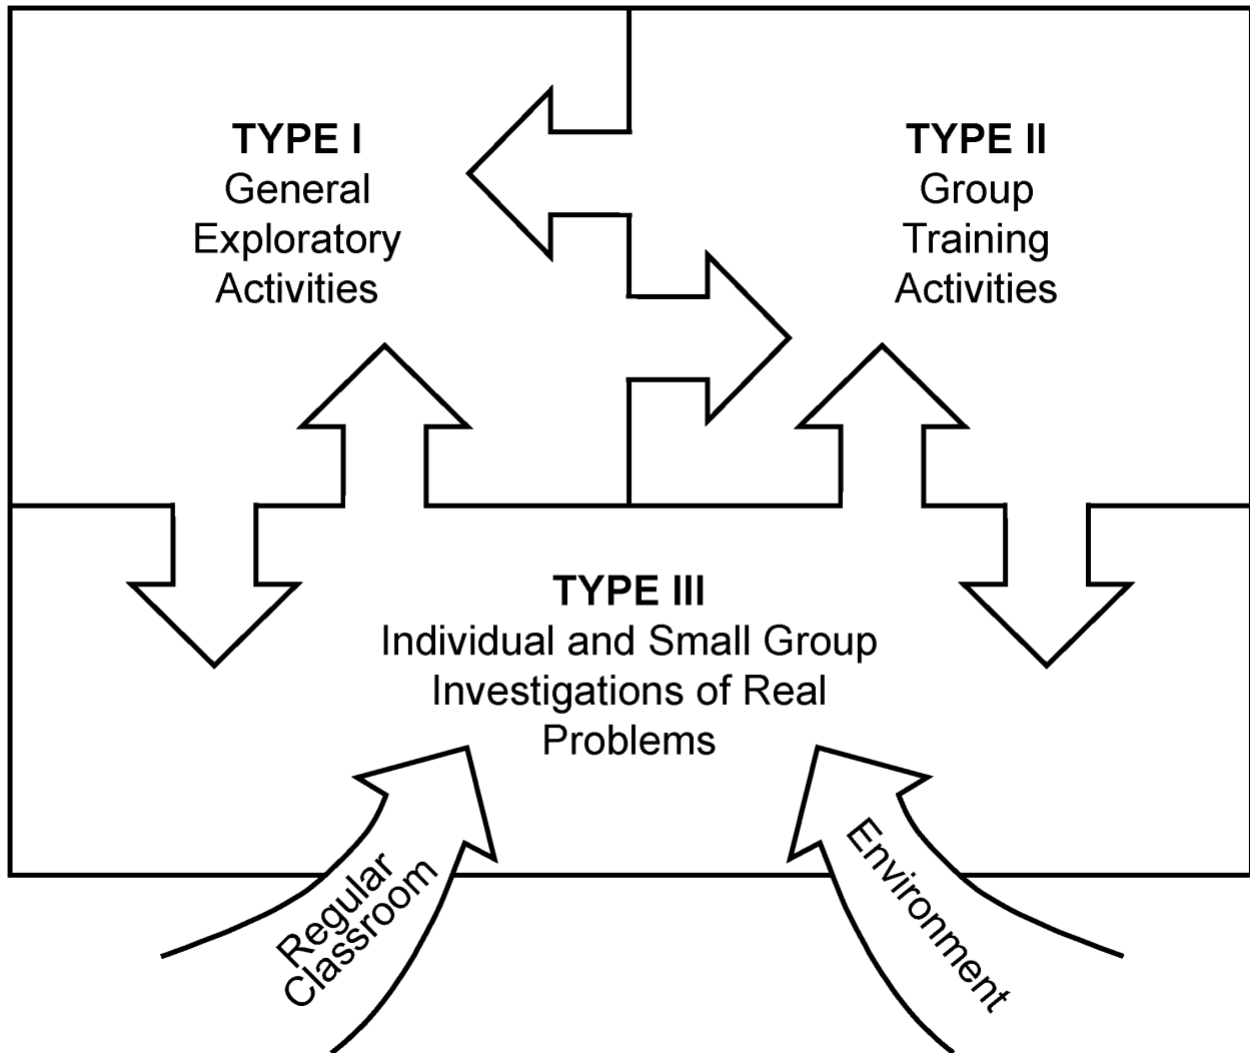 TYPE I
General
Exploratory
Activities
TYPE II
Group
Training
Activities
TYPE III
Individual and Small Group
Investigations of Real
Problems
Regular
Classroom
Environment